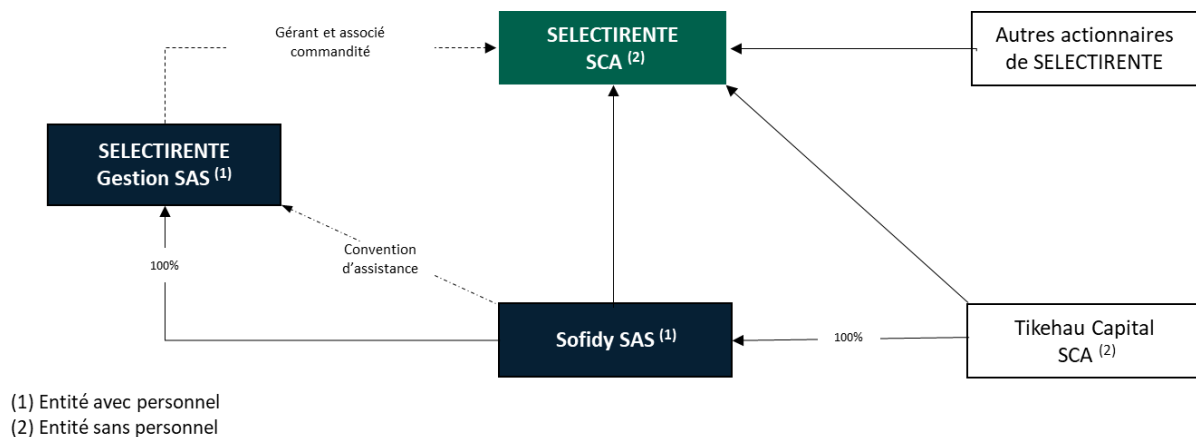 Gérant et associé
commandité
SELECTIRENTE
SCA (2)
Autres actionnaires
de SELECTIRENTE
SELECTIRENTE
Gestion SAS (1)
Convention
d’assistance
100%
Sofidy SAS (1)
100%
Tikehau Capital
SCA (2)
(1) Entité avec personnel
(2) Entité sans personnel